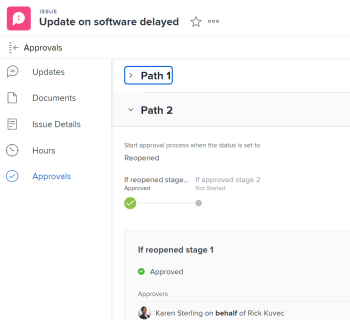 ISSUE
Update on software delayed
Approvals
Updates
Documents
Issue Details
Hours
Approvals
Path 1
Path 2
Start approval process when the status is set to
Reopened
If reopened stage... If approved stage 2
Approved Not Started
If reopened stage 1
Approved
Approvers
Karen Sterling on behalf of Rick Kuvec